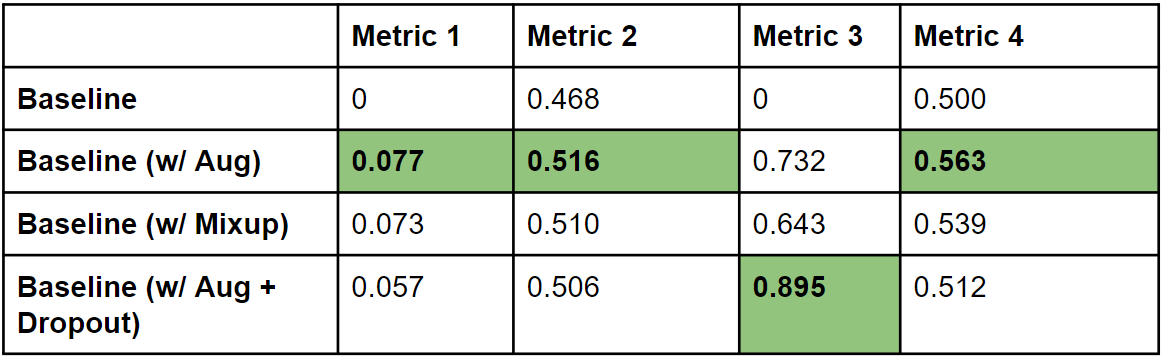 Metric 1 Metric 2 Metric 3 Metric 4
Baseline 0 0.468 0 0.500
Baseline (w/ Aug) 0.077 0.516 0.732 0.563
Baseline (w/ Mixup) 0.073 0.510 0.643 0.539
Baseline (w/ Aug + 0.057 0.506 0.895 0.512
Dropout)